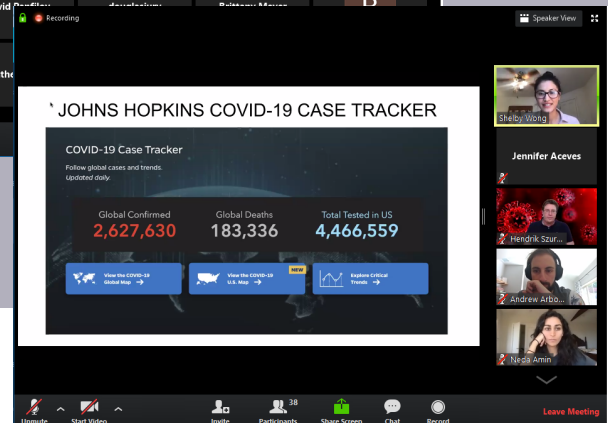 Recording
Speaker View
‵ JOHNS HOPKINS COVID-19 CASE TRACKER
COVID-19 Case Tracker
Follow global cases and trends.
Updated daily.
Global Confirmed
2,627,630
Global Deaths
183,336
Total Tested in US
4,466,559
View the COVID-19
Global Map →
View the COVID-19
U.S. Map →
NEW
Explore Critical
Trends →
Shelby Wong
Jennifer Aceves
Hendrik Szur...
Andrew Arbo...
Neda Amin
Unmute
Start Video
Invite
Participants
38
Share Screen
Chat
Record
Leave Meeting